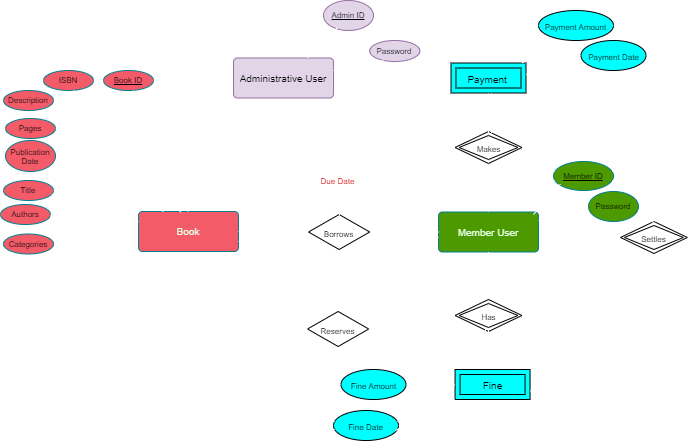 Admin ID
Payment Amount
Password
Payment Date
ISBN
Book ID
Administrative User
Payment
Description
Pages
Publication
Date
Makes
Title
Due Date
Member ID
Authors
Password
Categories
Book
Borrows
Member User
Settles
Reserves
Has
Fine Amount
Fine
Fine Date